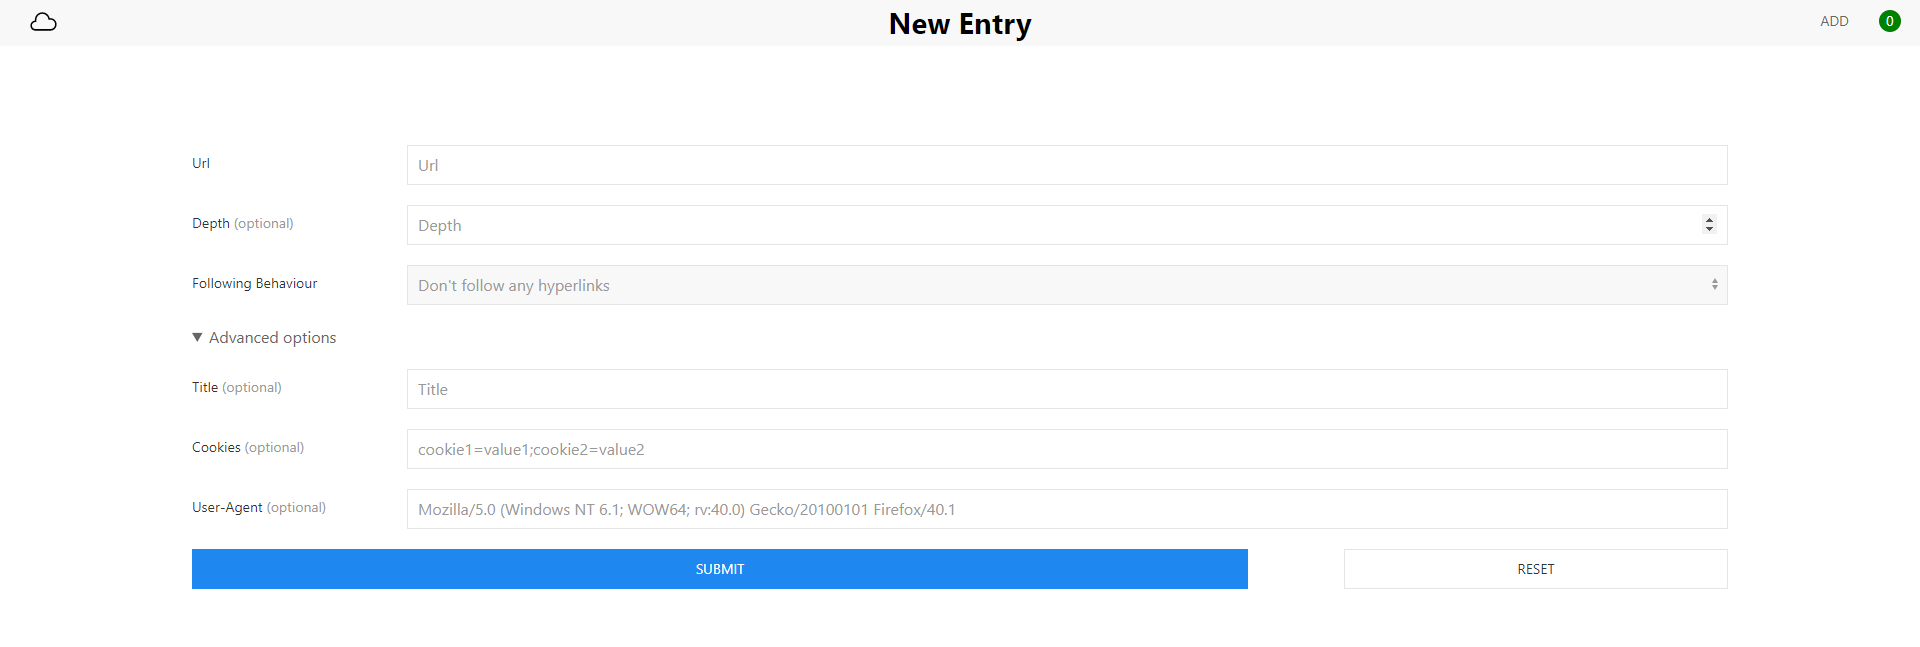 New Entry
ADD
0
Url
Url
Depth (optional)
Depth
Following Behaviour
Don't follow any hyperlinks
▼ Advanced options
Title (optional)
Title
Cookies (optional)
cookie1=value1;cookie2=value2
User-Agent (optional)
Mozilla/5.0 (Windows NT 6.1; WOW64; rv:40.0) Gecko/20100101 Firefox/40.1
SUBMIT
RESET